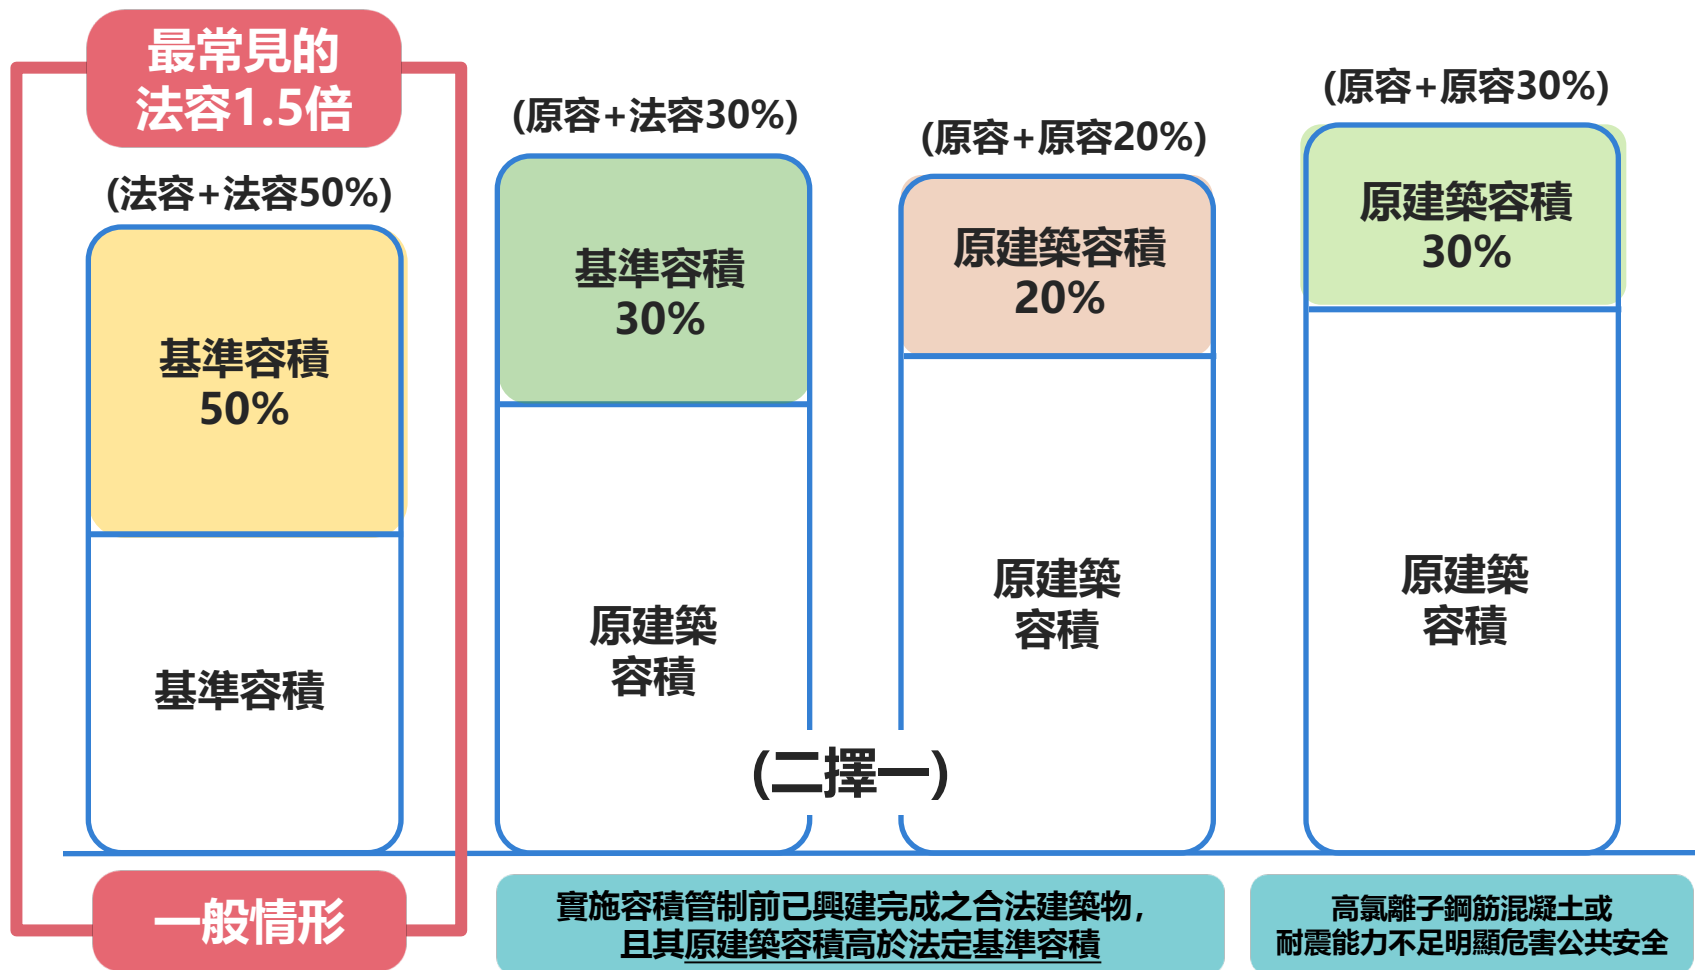 最常見的
法容1.5倍
(法容+法容50%)
基準容積
50%
基準容積
一般情形
(原容+法容30%)
基準容積
30%
原建築
容積
(二擇一)
(原容+原容20%)
原建築容積
20%
原建築
容積
實施容積管制前已興建完成之合法建築物，
且其原建築容積高於法定基準容積
(原容+原容30%)
原建築容積
30%
原建築
容積
高氯離子鋼筋混凝土或
耐震能力不足明顯危害公共安全